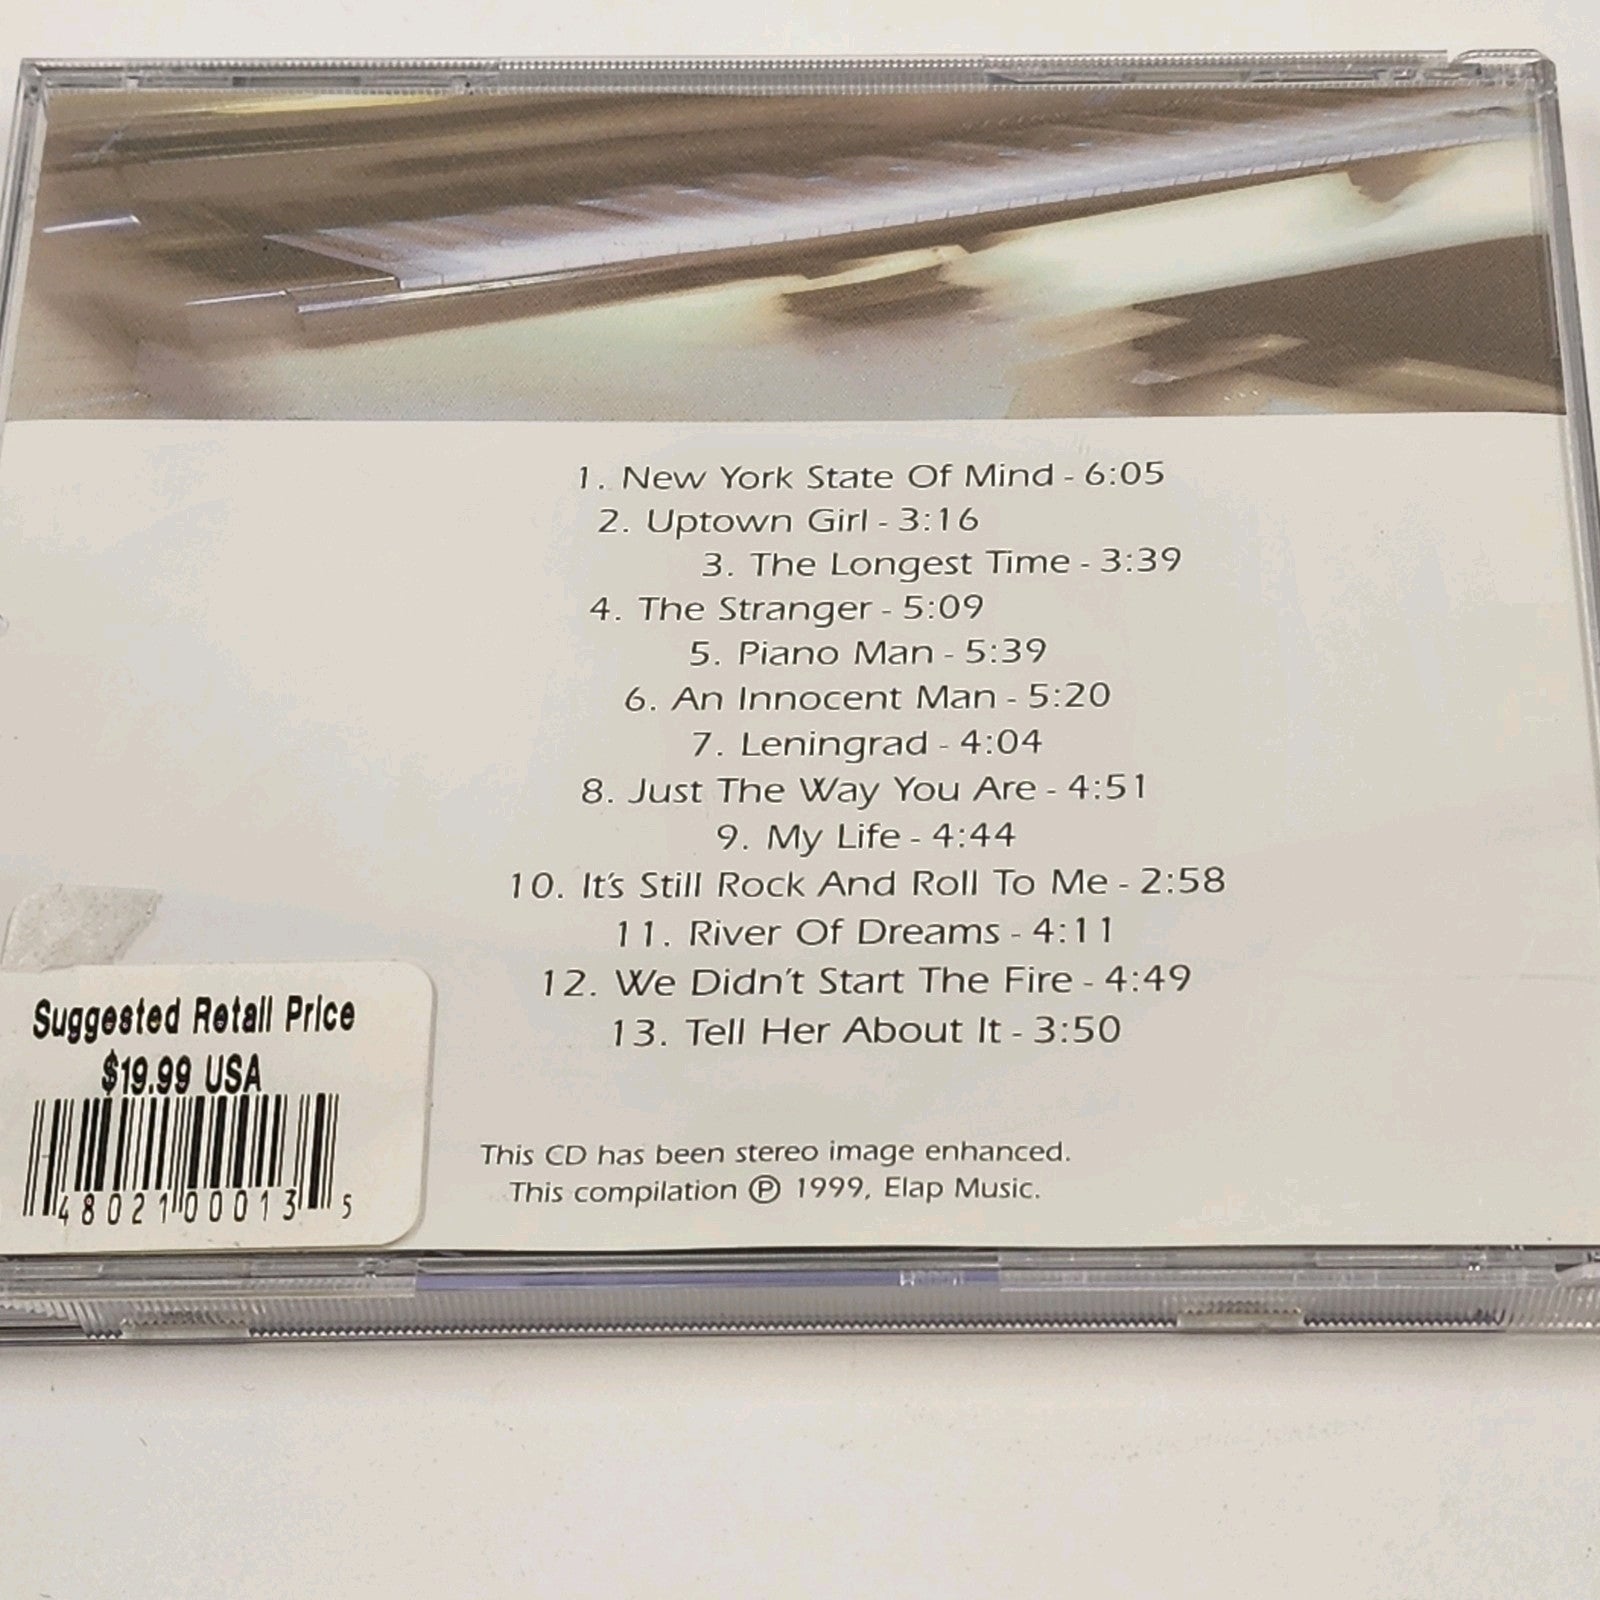 1. New York State Of Mind - 6:05
2. Uptown Girl - 3:16
3. The Longest Time - 3:39
4. The Stranger - 5:09
5. Piano Man - 5:39
6. An Innocent Man - 5:20
7. Leningrad - 4:04
8. Just The Way You Are - 4:51
9. My Life - 4:44
10. It's Still Rock And Roll To Me - 2:58
11. River Of Dreams - 4:11
12. We Didn't Start The Fire - 4:49
13. Tell Her About It - 3:50
This CD has been stereo image enhanced.
This compilation ℗ 1999, Elap Music.
Suggested Retail Price
$19.99 USA
48021 00013 5